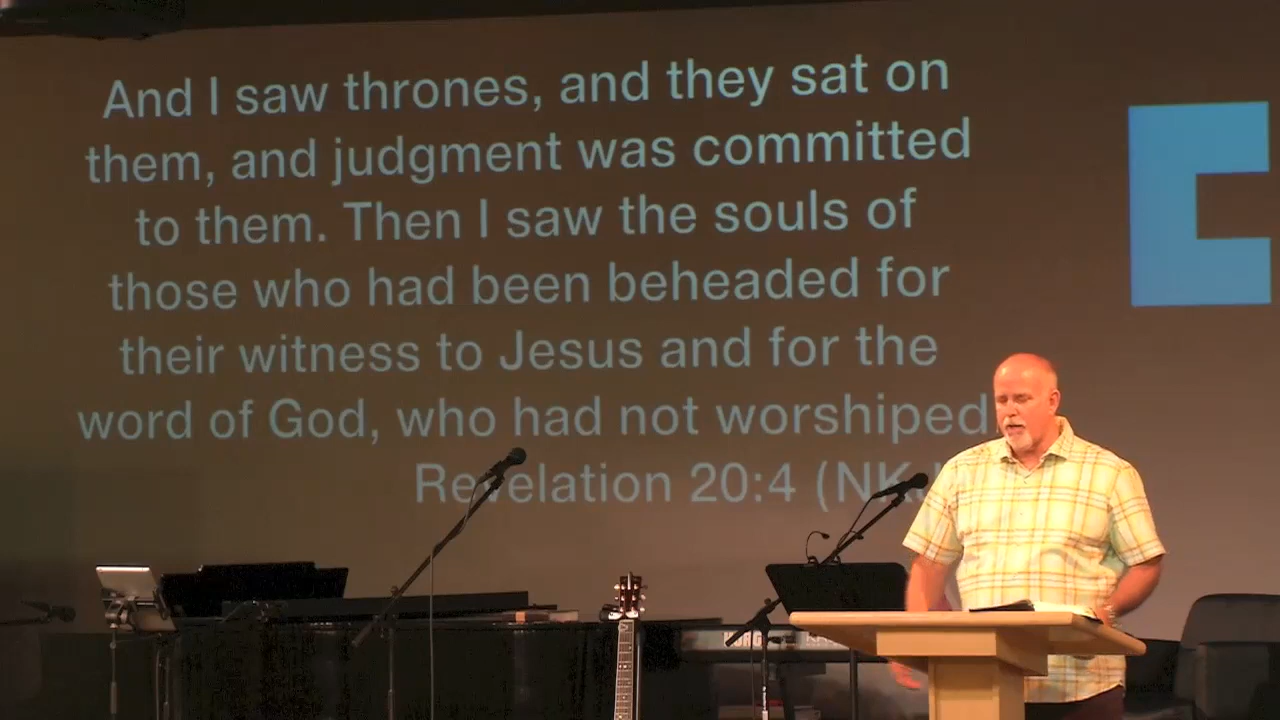 And I saw thrones, and they sat on
them, and judgment was committed
to them. Then I saw the souls of
those who had been beheaded for
their witness to Jesus and for the
word of God, who had not worshiped
Revelation 20:4